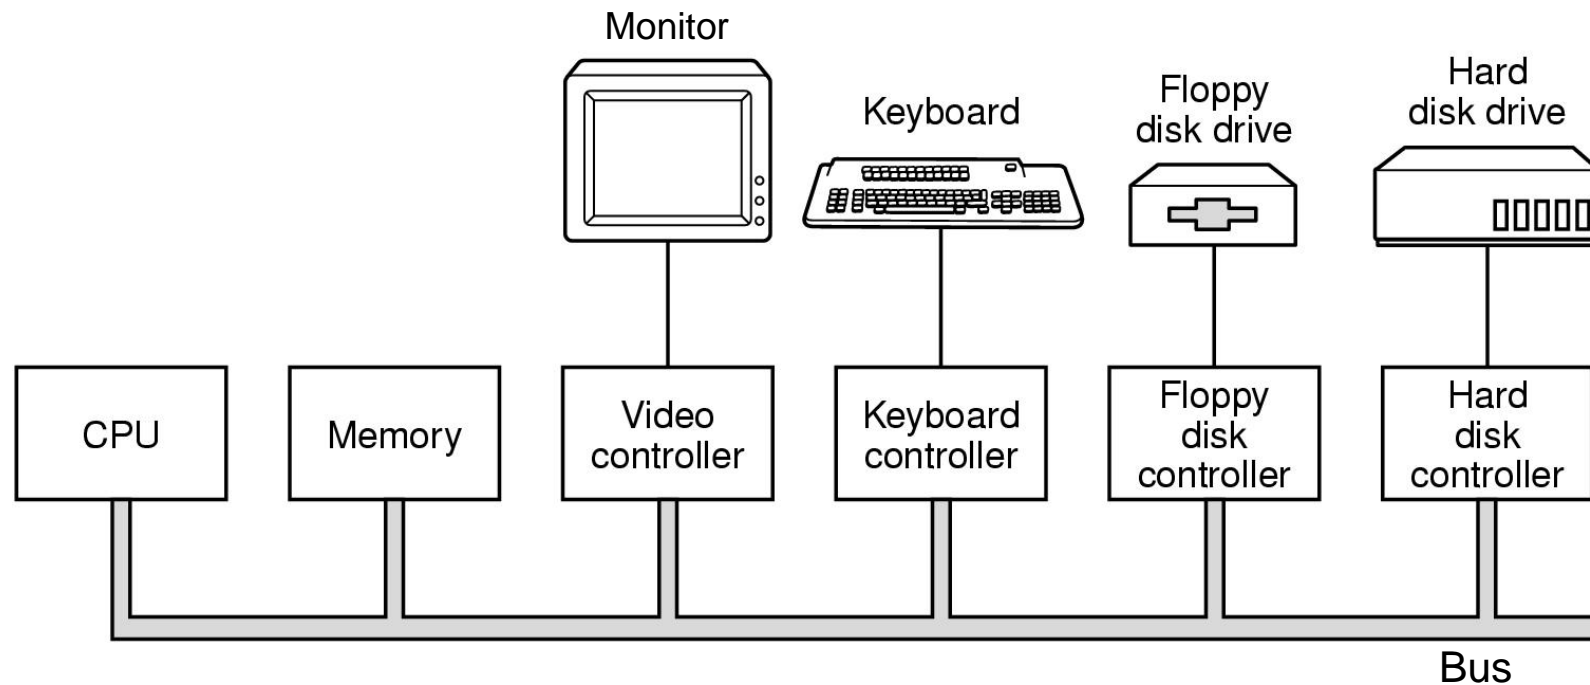 Monitor
Keyboard
Floppy
disk drive
Hard
disk drive
CPU
Memory
Video
controller
Keyboard
controller
Floppy
disk
controller
Hard
disk
controller
Bus